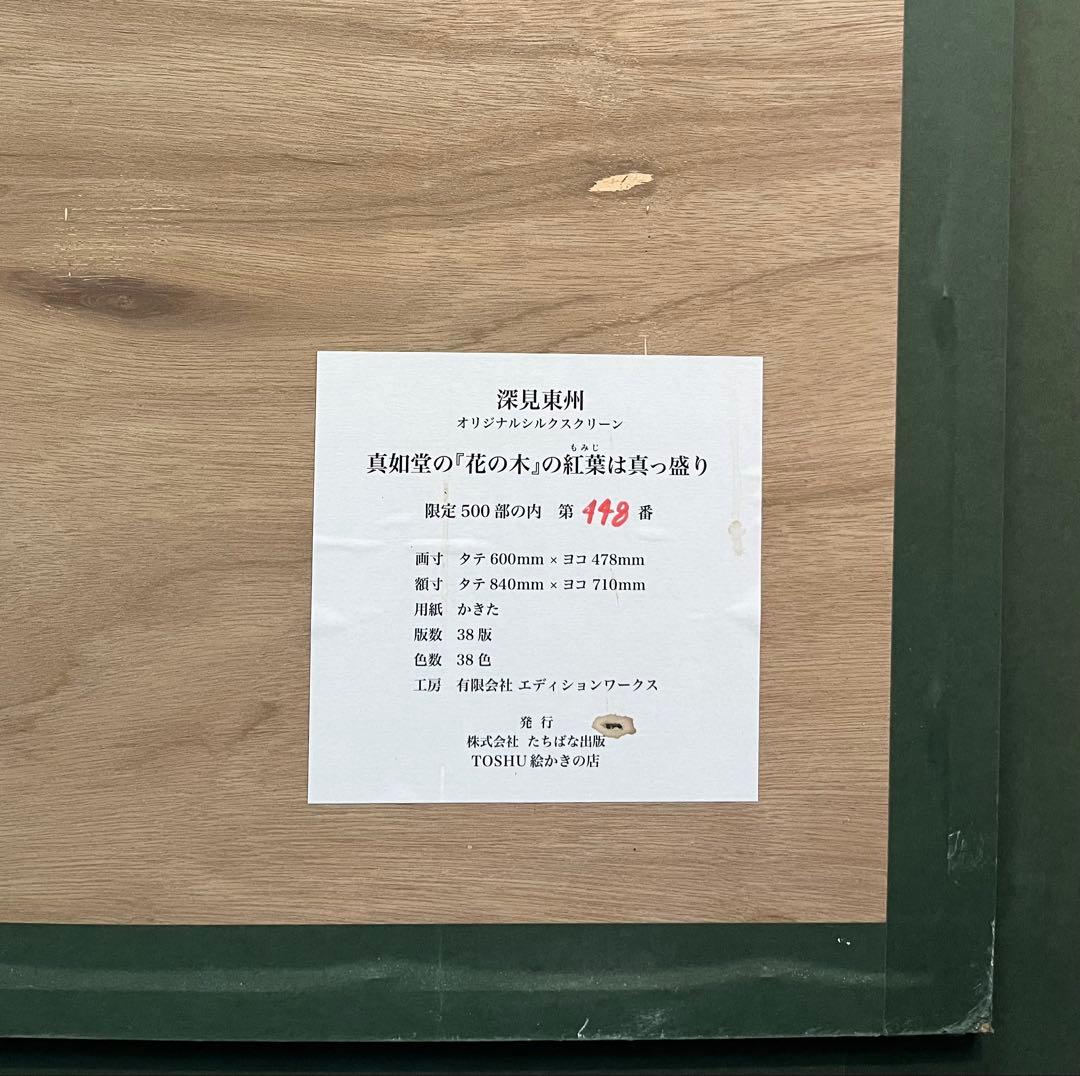 深見東州
オリジナルシルクスクリーン
もみじ
真如堂の『花の木』の紅葉は真っ盛り
限定500部の内 第 448 番
画寸 タテ600mm×ヨコ478mm
額寸 タテ840mm×ヨコ710mm
用紙 かきた
版数 38版
色数 38色
工房 有限会社 エディションワークス
発行
株式会社 たちばな出版
TOSHU絵かきの店